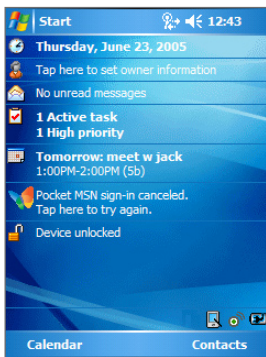 Start 12:43
Thursday, June 23, 2005
Tap here to set owner information
No unread messages
1 Active task
1 High priority
Tomorrow: meet w jack
1:00PM-2:00PM (Sb)
Pocket MSN sign-in canceled.
Tap here to try again.
Device unlocked
Calendar Contacts